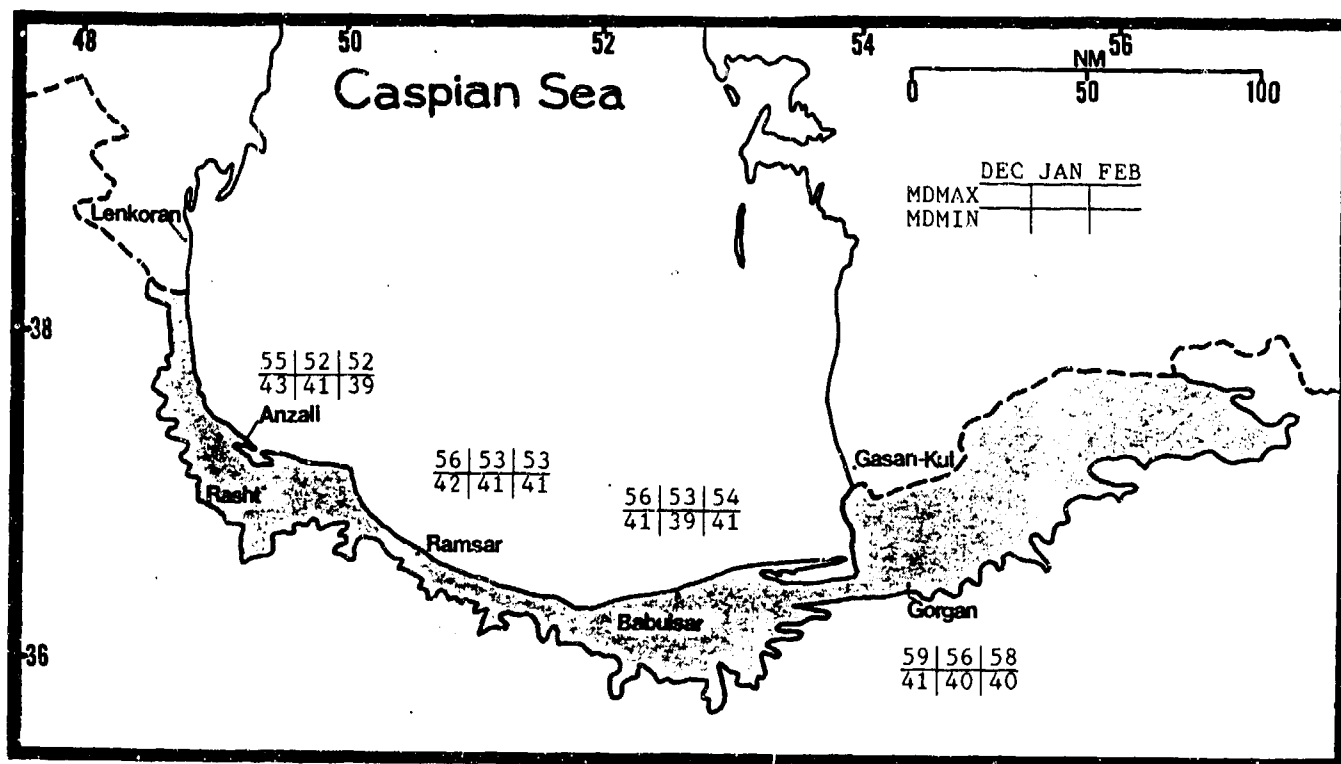 48 50 52 54 56
Caspian Sea
NM
0 50 100
DEC JAN FEB
MDMAX
MDMIN
Lenkoran
38
55 52 52
43 41 39
Anzali
56 53 53
42 41 41
Gasan-Kul
56 53 54
41 39 41
Rasht
Ramsar
Babulsar
Gorgan
36
59 56 58
41 40 40